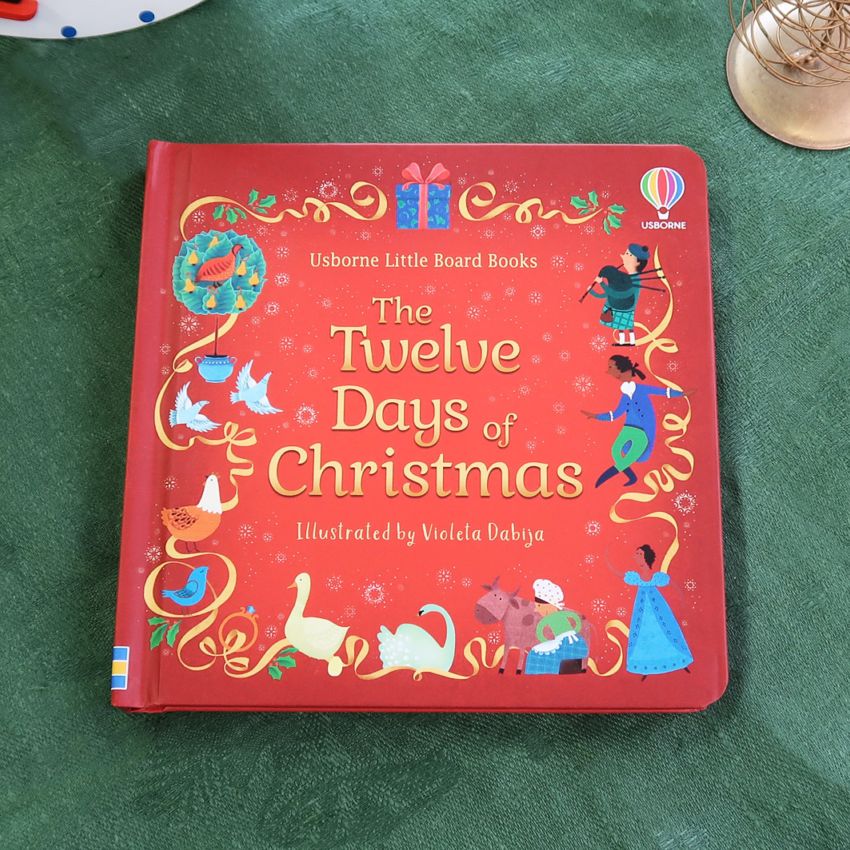 USBORNE
Usborne Little Board Books
The
Twelve
Days of
Christmas
Illustrated by Violeta Dabija